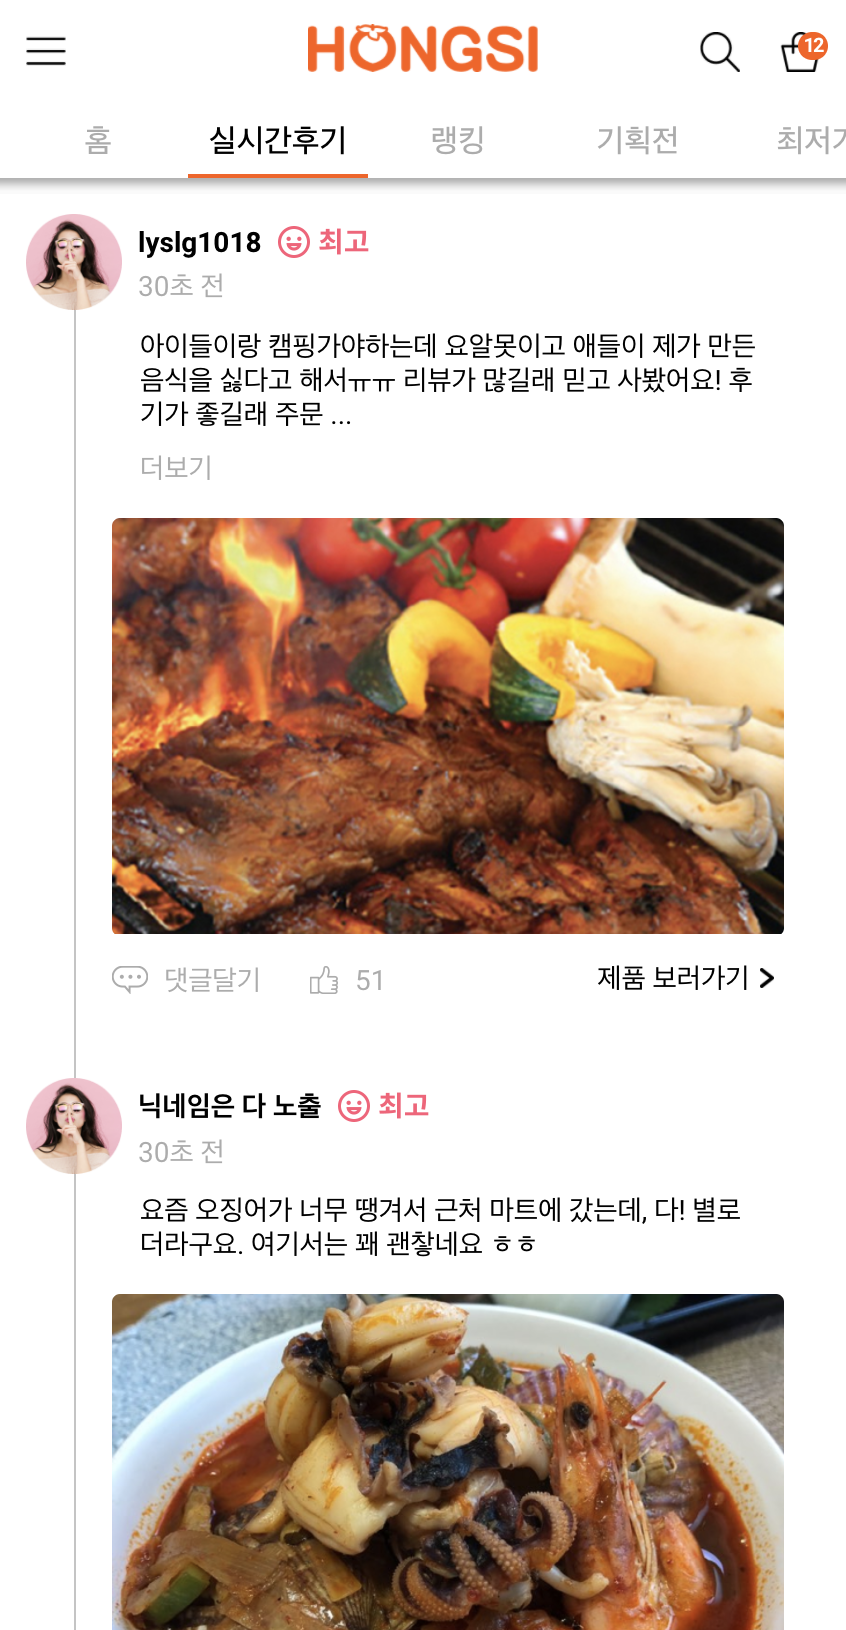 HONGSI
12
홈 실시간후기 랭킹 기획전 최저가
lyslg1018 최고
30초 전
아이들이랑 캠핑가야하는데 요알못이고 애들이 제가 만든
음식을 싫다고 해서ㅠㅠ 리뷰가 많길래 믿고 사봤어요! 후
기가 좋길래 주문 ...
더보기
댓글달기 51 제품 보러가기
닉네임은 다 노출 최고
30초 전
요즘 오징어가 너무 땡겨서 근처 마트에 갔는데, 다! 별로
더라구요. 여기서는 꽤 괜찮네요 ㅎㅎ